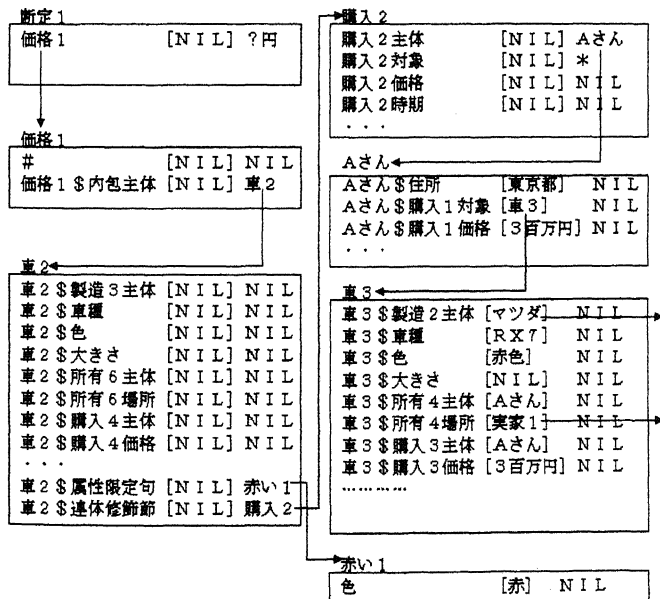 断定1
価格1 [NIL] ?円
価格1
# [NIL] NIL
価格1$内包主体 [NIL] 車2
車2
車2$製造3主体 [NIL] NIL
車2$車種 [NIL] NIL
車2$色 [NIL] NIL
車2$大きさ [NIL] NIL
車2$所有6主体 [NIL] NIL
車2$所有6場所 [NIL] NIL
車2$購入4主体 [NIL] NIL
車2$購入4価格 [NIL] NIL
・・・
車2$属性限定句 [NIL] 赤い1
車2$連体修飾節 [NIL] 購入2
購入2
購入2主体 [NIL] Aさん
購入2対象 [NIL] *
購入2価格 [NIL] NIL
購入2時期 [NIL] NIL
・・・
Aさん
Aさん$住所 [東京都] NIL
Aさん$購入1対象 [車3] NIL
Aさん$購入1価格 [3百万円] NIL
・・・
車3
車3$製造2主体 [マツダ] NIL
車3$車種 [RX7] NIL
車3$色 [赤色] NIL
車3$大きさ [NIL] NIL
車3$所有4主体 [Aさん] NIL
車3$所有4場所 [実家1] NIL
車3$購入3主体 [Aさん] NIL
車3$購入3価格 [3百万円] NIL
…………
赤い1
色 [赤] NIL